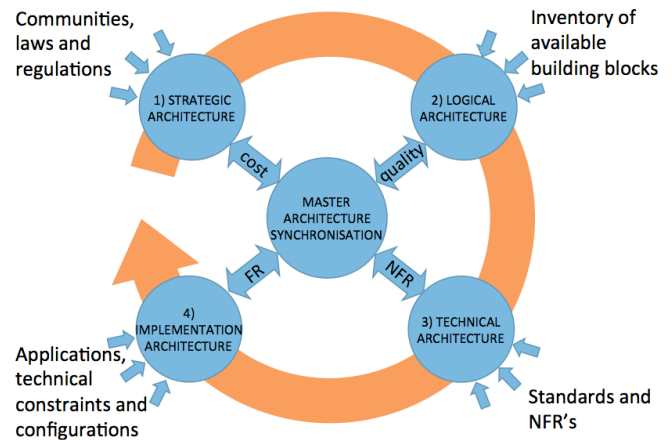 Communities,
laws and
regulations
Inventory of
available
building blocks
1) STRATEGIC
ARCHITECTURE
2) LOGICAL
ARCHITECTURE
cost
quality
MASTER
ARCHITECTURE
SYNCHRONISATION
FR
NFR
4)
IMPLEMENTATION
ARCHITECTURE
3) TECHNICAL
ARCHITECTURE
Applications,
technical
constraints and
configurations
Standards and
NFR's